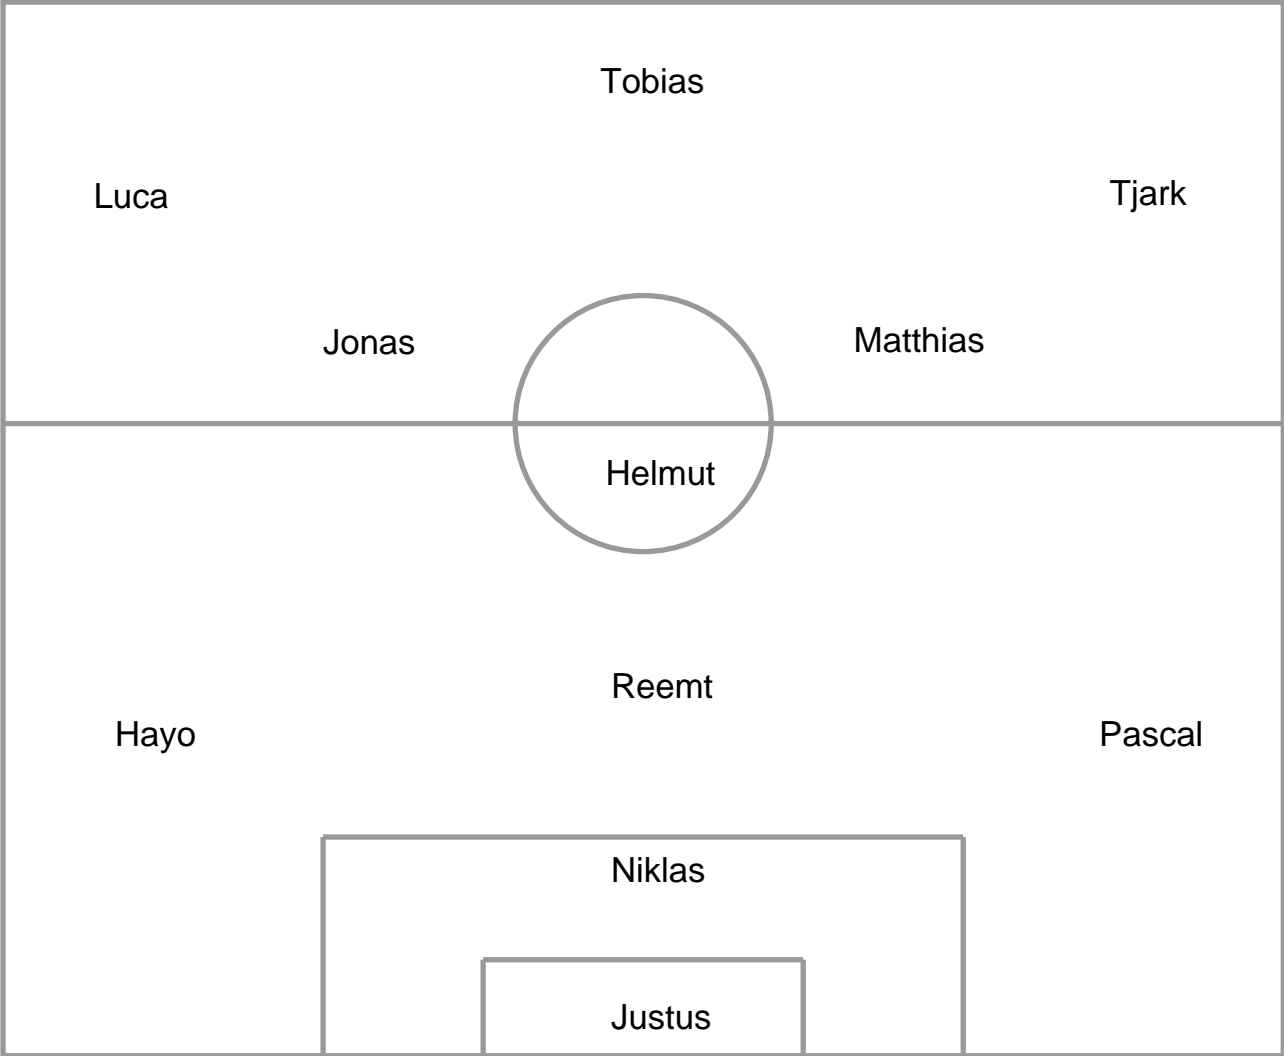 Tobias
Luca
Tjark
Jonas
Matthias
Helmut
Reemt
Hayo
Pascal
Niklas
Justus